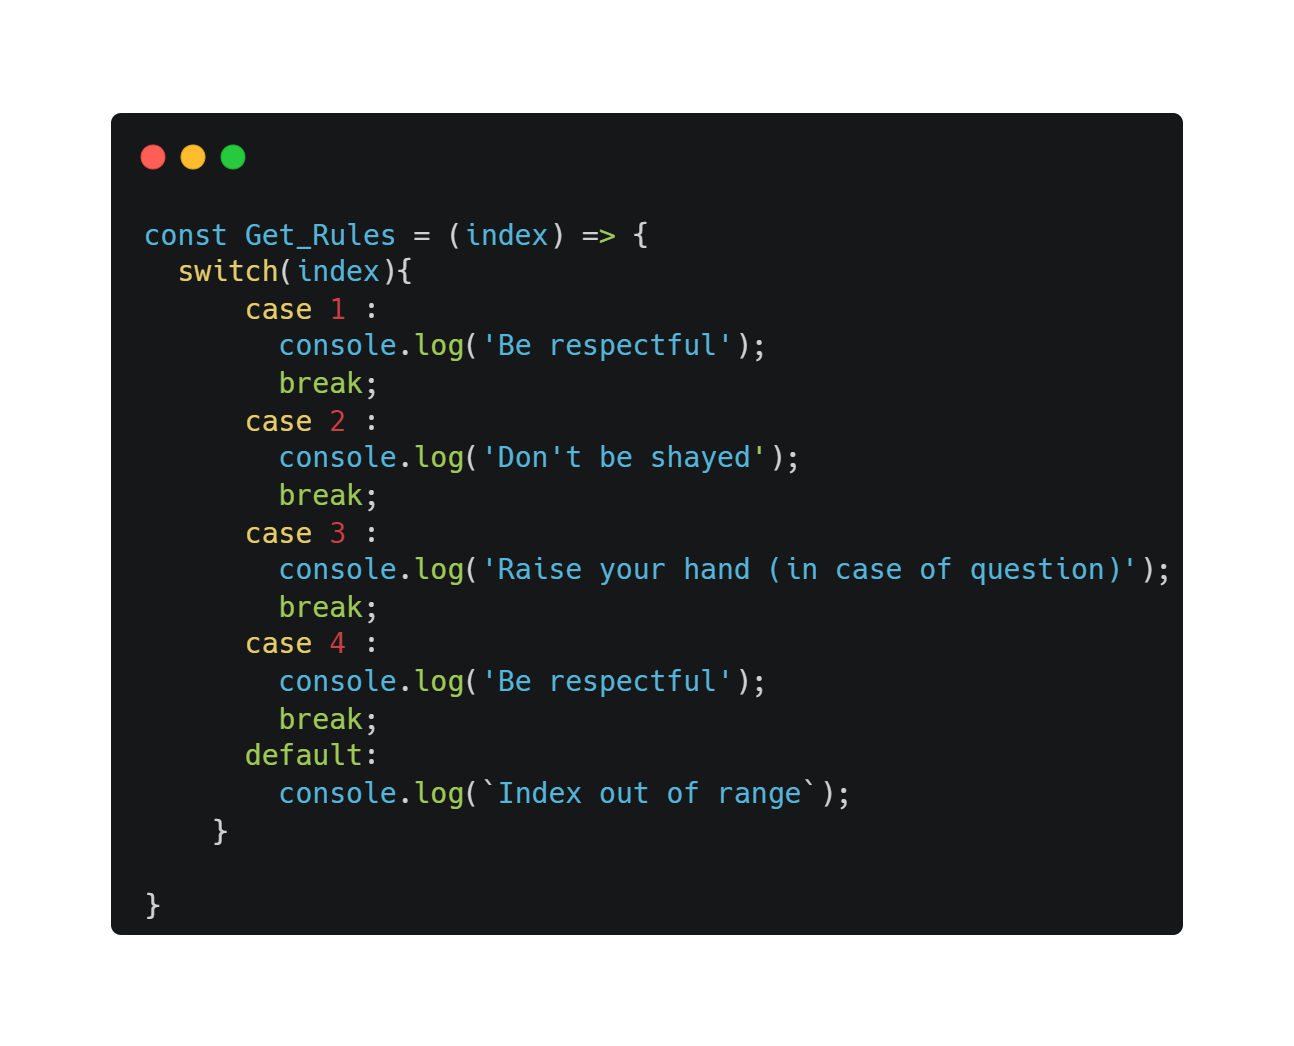 const Get_Rules = (index) => {
  switch(index){
      case 1 :
        console.log('Be respectful');
        break;
      case 2 :
        console.log('Don't be shayed');
        break;
      case 3 :
        console.log('Raise your hand (in case of question)');
        break;
      case 4 :
        console.log('Be respectful');
        break;
      default:
        console.log(`Index out of range`);
    }
}